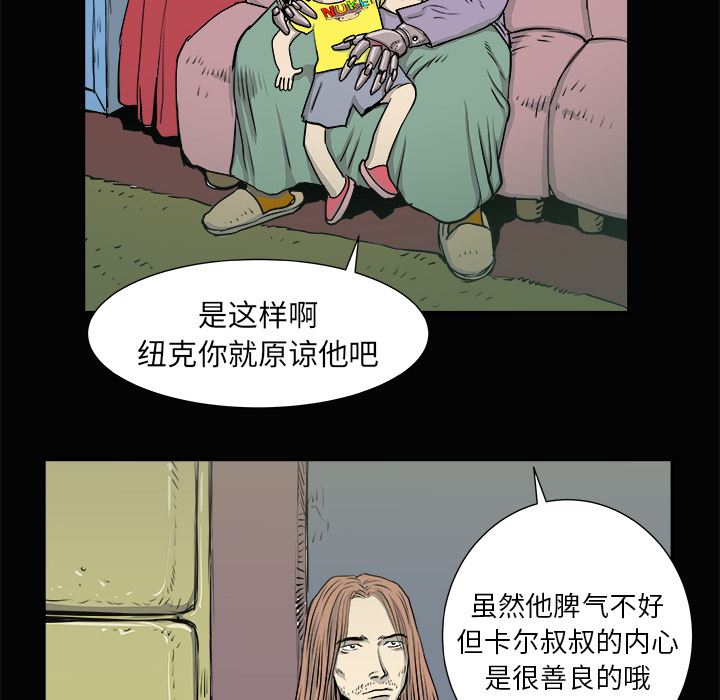 NUKE
是这样啊
纽克你就原谅他吧
虽然他脾气不好
但卡尔叔叔的内心
是很善良的哦